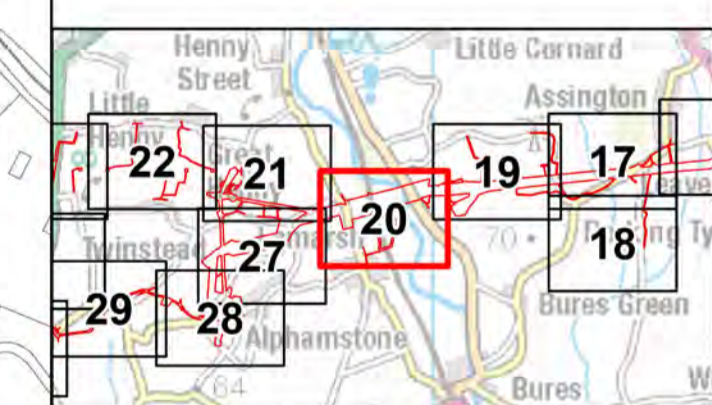 Henny
Street
Little Cornard
Assington
Little
Henny
22
Great
21
20
19
17
Twinstead
27
70
18
29
28
Alphamstone
Bures Green
64
Bures
W